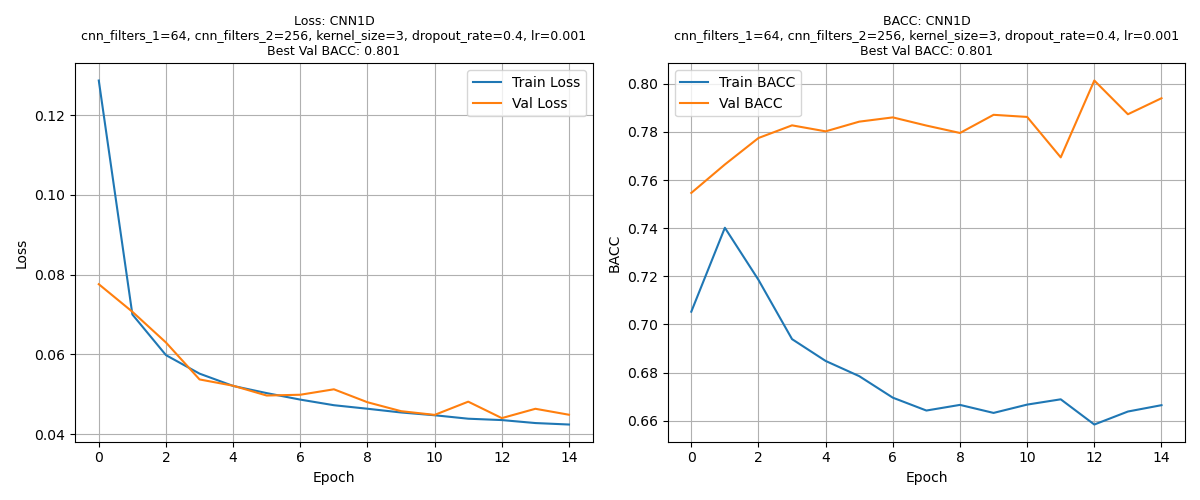 Loss: CNN1D
cnn_filters_1=64, cnn_filters_2=256, kernel_size=3, dropout_rate=0.4, lr=0.001
Best Val BACC: 0.801
Train Loss
Val Loss
0.12
0.10
0.08
0.06
0.04
Loss
0 2 4 6 8 10 12 14
Epoch
BACC: CNN1D
cnn_filters_1=64, cnn_filters_2=256, kernel_size=3, dropout_rate=0.4, lr=0.001
Best Val BACC: 0.801
Train BACC
Val BACC
0.80
0.78
0.76
0.74
0.72
0.70
0.68
0.66
BACC
0 2 4 6 8 10 12 14
Epoch